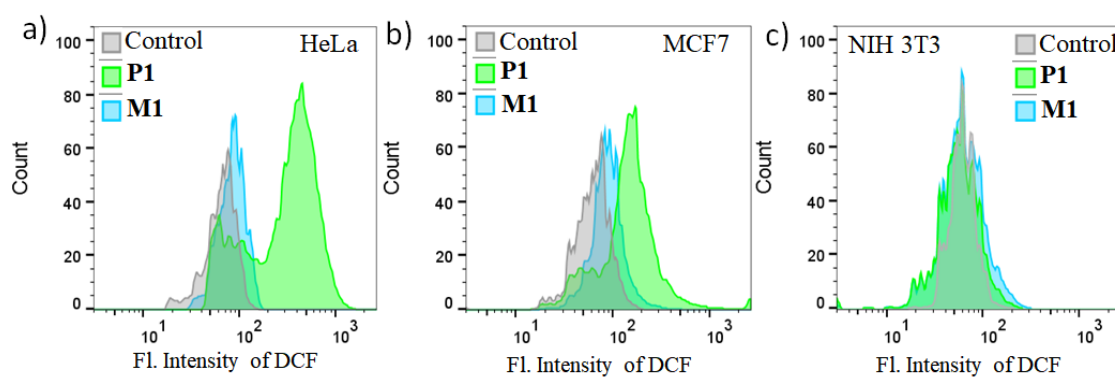 a)
Control
P1
M1
HeLa
100
80
60
40
20
0
Count
10^1
10^2
10^3
Fl. Intensity of DCF
b)
Control
P1
M1
MCF7
100
80
60
40
20
0
Count
10^1
10^2
10^3
Fl. Intensity of DCF
c)
NIH 3T3
Control
P1
M1
100
80
60
40
20
0
Count
10^1
10^2
10^3
Fl. Intensity of DCF